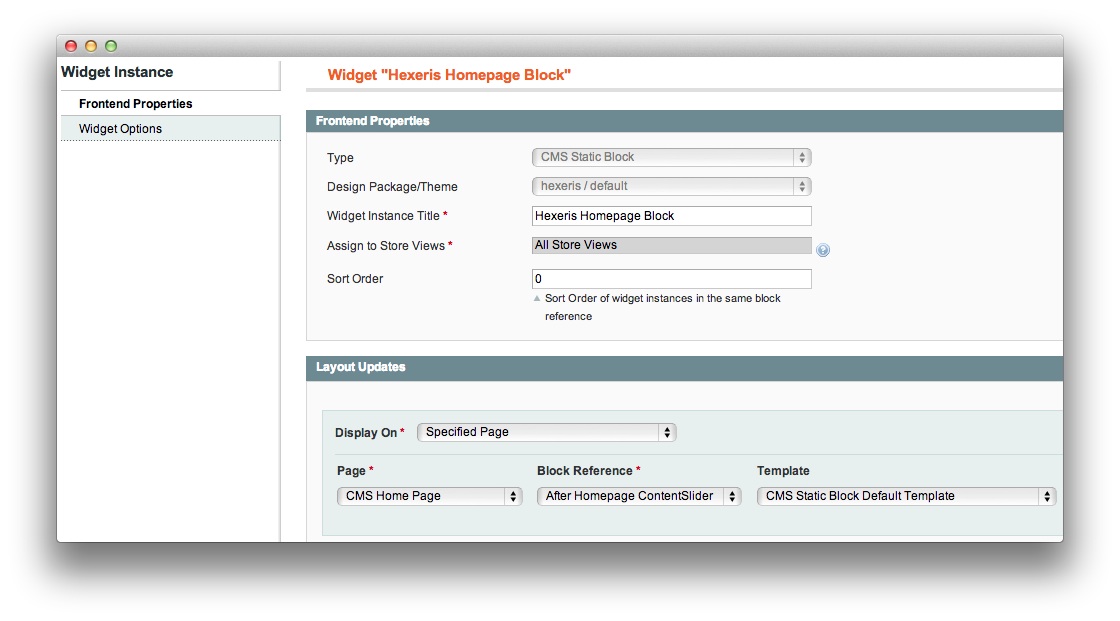 Widget Instance
Frontend Properties
Widget Options
Widget "Hexeris Homepage Block"
Frontend Properties
Type
CMS Static Block
Design Package/Theme
hexeris / default
Widget Instance Title *
Hexeris Homepage Block
Assign to Store Views *
All Store Views
Sort Order
0
Sort Order of widget instances in the same block
reference
Layout Updates
Display On *
Specified Page
Page *
Block Reference *
Template
CMS Home Page
After Homepage ContentSlider
CMS Static Block Default Template